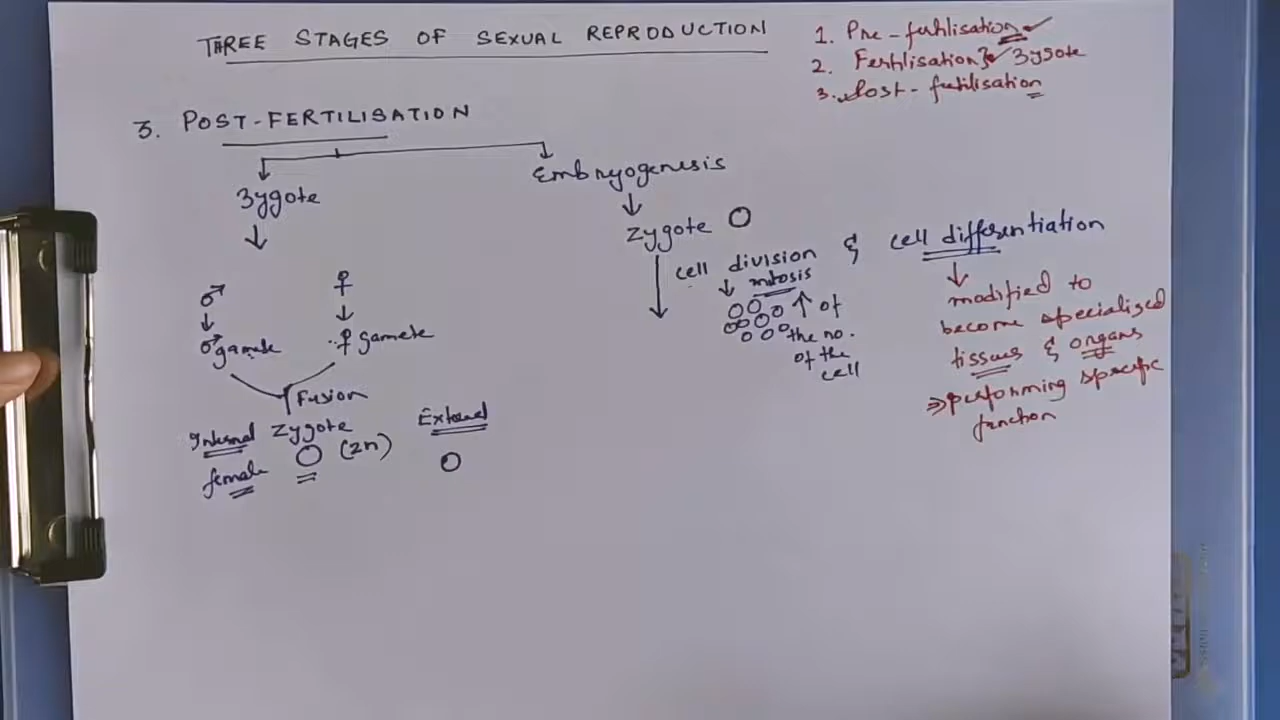 THREE STAGES OF SEXUAL REPRODUCTION
1. Pre-fertilisation
2. Fertilisation} Zygote
3. Post-fertilisation
3. POST-FERTILISATION
Zygote
Embryogenesis
♂ ♀
♂gamete ♀gamete
Fusion
Internal Zygote External
female (2n)
zygote
cell division & cell differentiation
mitosis
↑ of
the no.
of the
cell
modified to
become specialized
tissues & organs
⇒performing specific
function